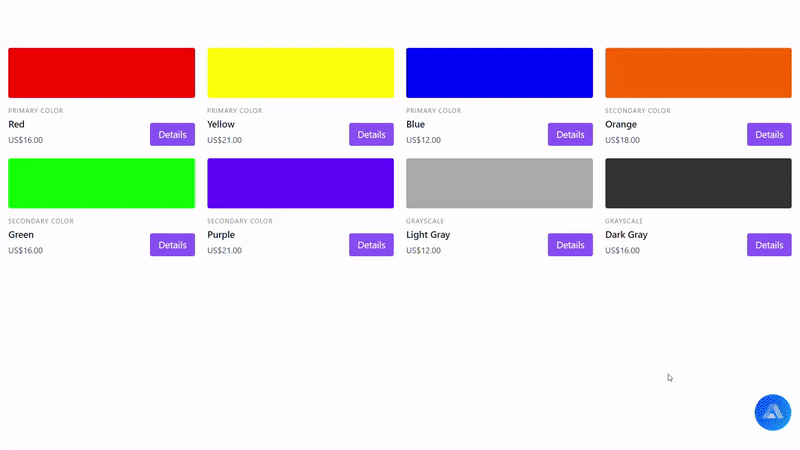 PRIMARY COLOR
Red
US$16.00
Details
PRIMARY COLOR
Yellow
US$21.00
Details
PRIMARY COLOR
Blue
US$12.00
Details
SECONDARY COLOR
Orange
US$18.00
Details
SECONDARY COLOR
Green
US$16.00
Details
SECONDARY COLOR
Purple
US$21.00
Details
GRAYSCALE
Light Gray
US$12.00
Details
GRAYSCALE
Dark Gray
US$16.00
Details